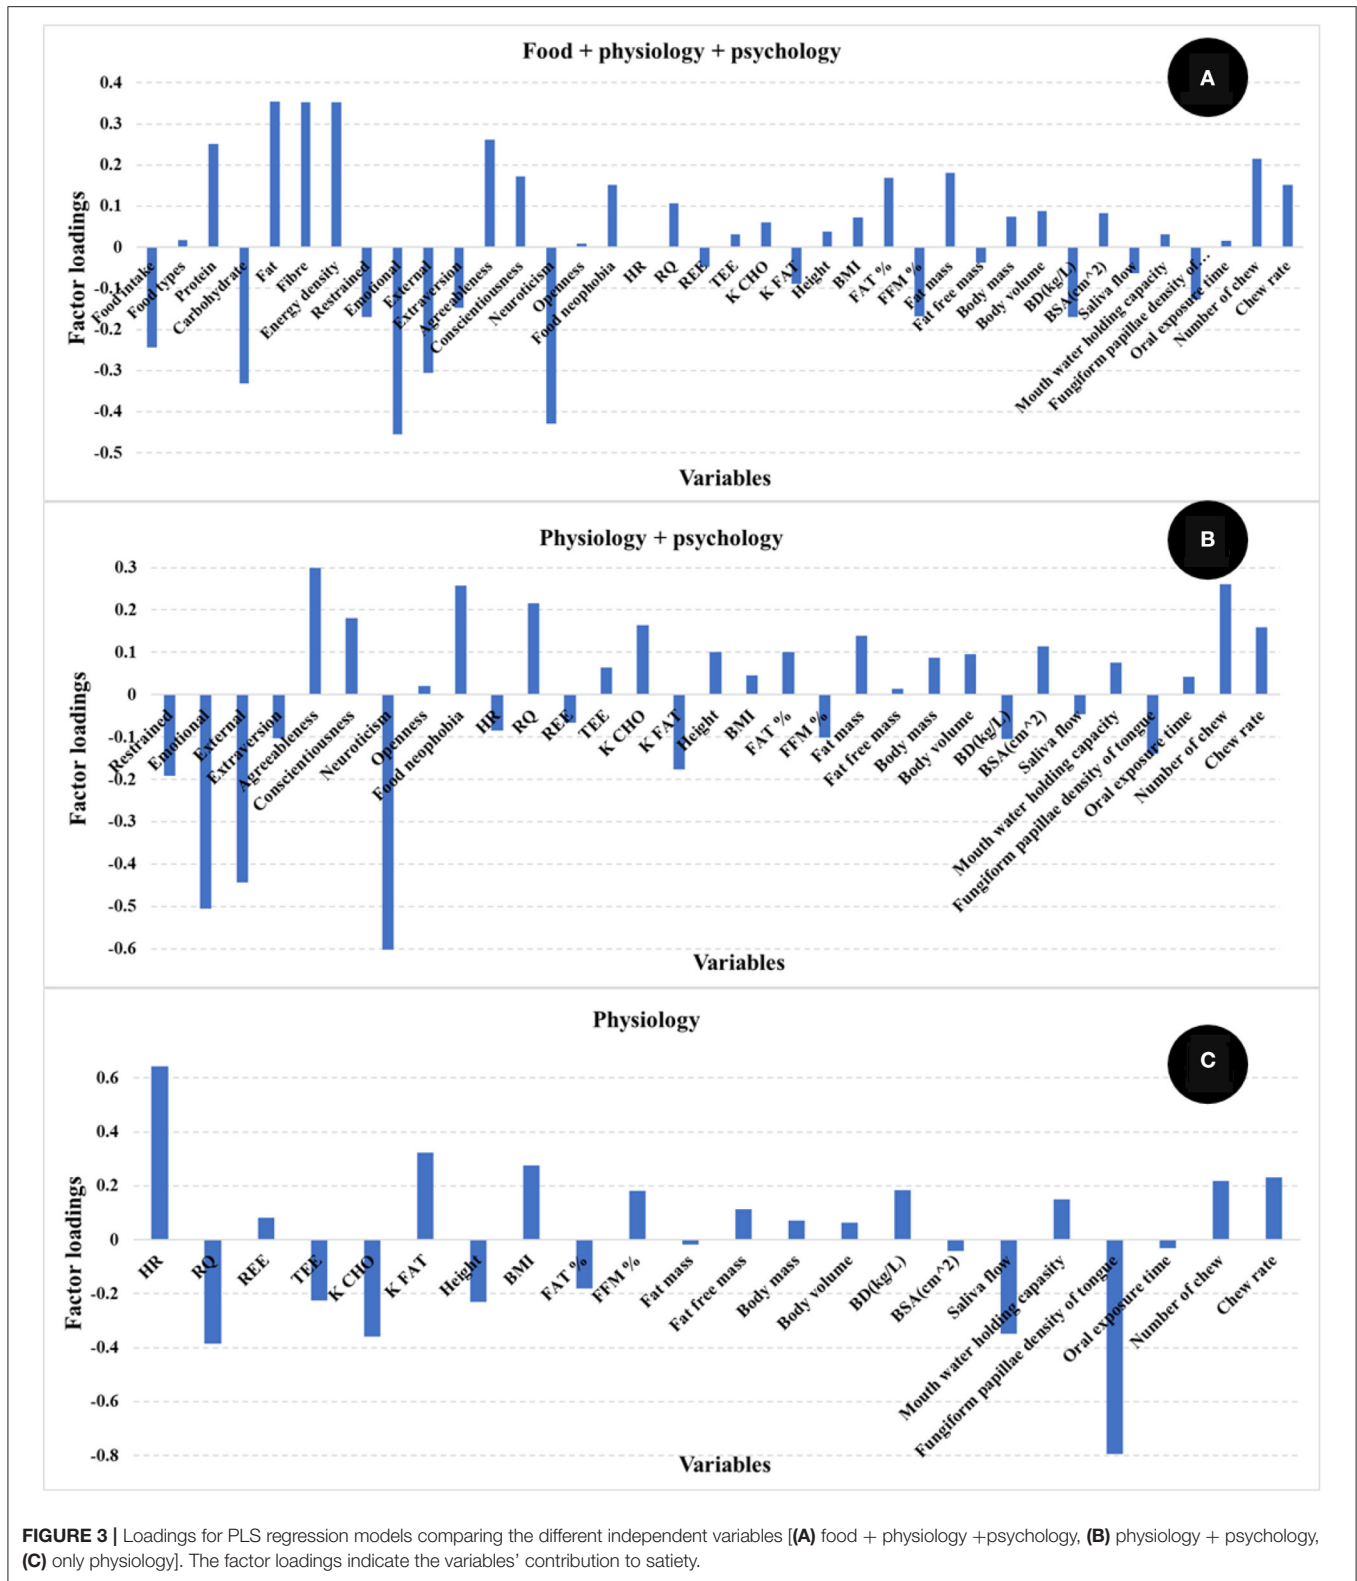 Food + physiology + psychology
A
Factor loadings
0.4
0.3
0.2
0.1
0
-0.1
-0.2
-0.3
-0.4
-0.5
Food intake
Food types
Protein
Carbohydrate
Fat
Fibre
Energy density
Restrained
Emotional
External
Extraversion
Agreeableness
Conscientiousness
Neuroticism
Openness
Food neophobia
HR
RQ
REE
TEE
K CHO
K FAT
Height
BMI
FAT %
FFM %
Fat mass
Fat free mass
Body mass
Body volume
BD(kg/L)
BSA(cm^2)
Saliva flow
Mouth water holding capacity
Fungiform papillae density of...
Oral exposure time
Number of chew
Chew rate
Variables
Physiology + psychology
B
Factor loadings
0.3
0.2
0.1
0
-0.1
-0.2
-0.3
-0.4
-0.5
-0.6
Restrained
Emotional
External
Extraversion
Agreeableness
Conscientiousness
Neuroticism
Openness
Food neophobia
HR
RQ
REE
TEE
K CHO
K FAT
Height
BMI
FAT %
FFM %
Fat mass
Fat free mass
Body mass
Body volume
BD(kg/L)
BSA(cm^2)
Saliva flow
Mouth water holding capacity
Fungiform papillae density of tongue
Oral exposure time
Number of chew
Chew rate
Variables
Physiology
C
Factor loadings
0.6
0.4
0.2
0
-0.2
-0.4
-0.6
-0.8
HR
RQ
REE
TEE
K CHO
K FAT
Height
BMI
FAT %
FFM %
Fat mass
Fat free mass
Body mass
Body volume
BD(kg/L)
BSA(cm^2)
Saliva flow
Mouth water holding capasity
Fungiform papillae density of tongue
Oral exposure time
Number of chew
Chew rate
Variables
FIGURE 3 | Loadings for PLS regression models comparing the different independent variables [(A) food + physiology +psychology, (B) physiology + psychology,
(C) only physiology]. The factor loadings indicate the variables' contribution to satiety.